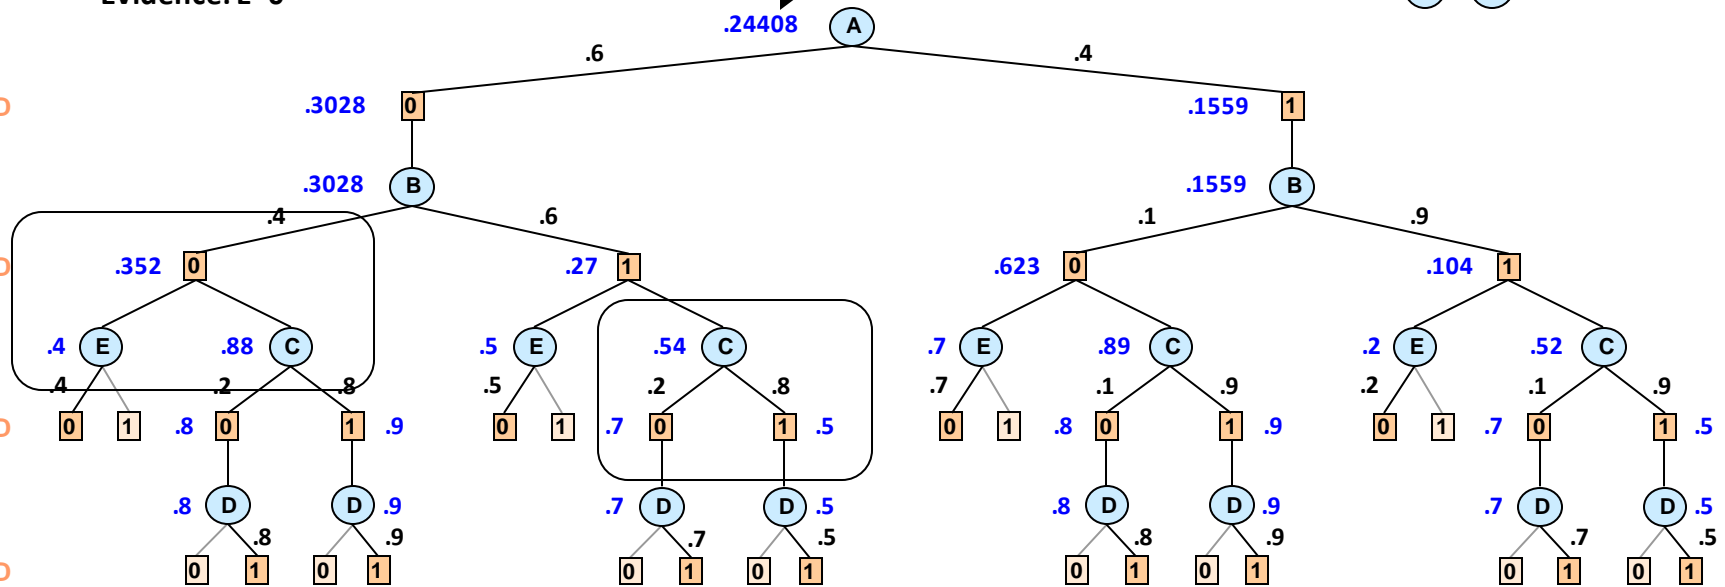 .24408 A
.6 .4
.3028 0 .1559 1
.3028 B .1559 B
.4 .6 .1 .9
.352 0 .27 1 .623 0 .104 1
.4 E .88 C .5 E .54 C .7 E .89 C .2 E .52 C
.4 .2 .8 .5 .2 .8 .7 .1 .9 .2 .1 .9
0 1 .8 0 1 .9 0 1 .7 0 1 .5 0 1 .8 0 1 .9 0 1 .7 0 1 .5
.8 D D .9 .7 D D .5 .8 D D .9 .7 D D .5
.8 .9 .7 .5 .8 .9 .7 .5
0 1 0 1 0 1 0 1 0 1 0 1 0 1 0 1